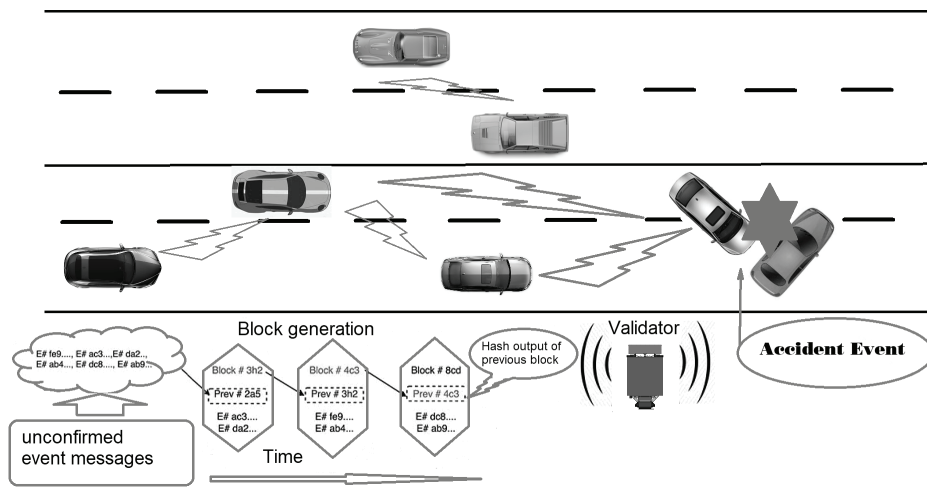 Block generation
Validator
Accident Event
E# fe9...., E# ac3...,E# da2..,
E# ab4..., E# dc8...., E# ab9...
Hash output of
previous block
Block # 3h2
Prev # 2a5
E# ac3....
E# da2...
Block # 4c3
Prev # 3h2
E# fe9....
E# ab4...
Block # 8cd
Prev # 4c3
E# dc8....
E# ab9...
unconfirmed
event messages
Time